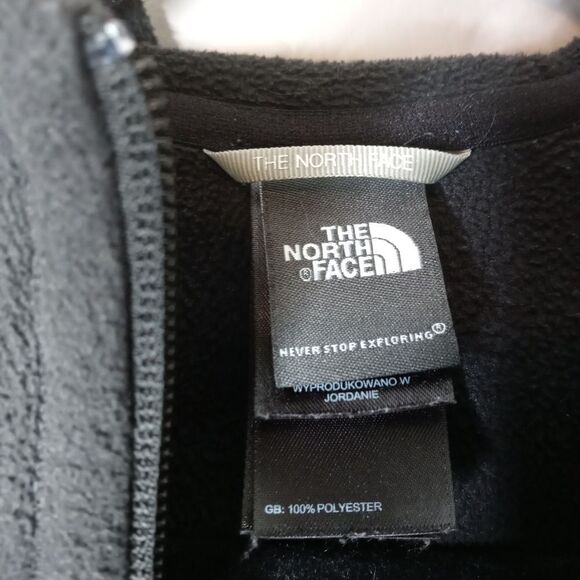 THE NORTH FACE
THE
NORTH
®FACE
NEVER STOP EXPLORING®
WYPRODUKOWANO W
JORDANIE
GB: 100% POLYESTER